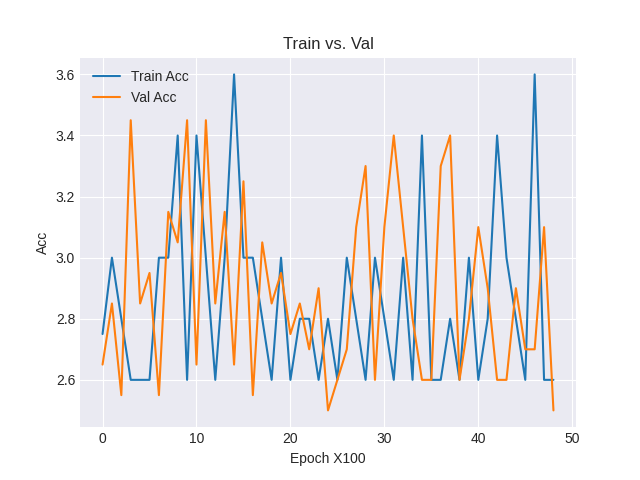 Train vs. Val
Train Acc
Val Acc
3.6
3.4
3.2
3.0
2.8
2.6
Acc
0 10 20 30 40 50
Epoch X100